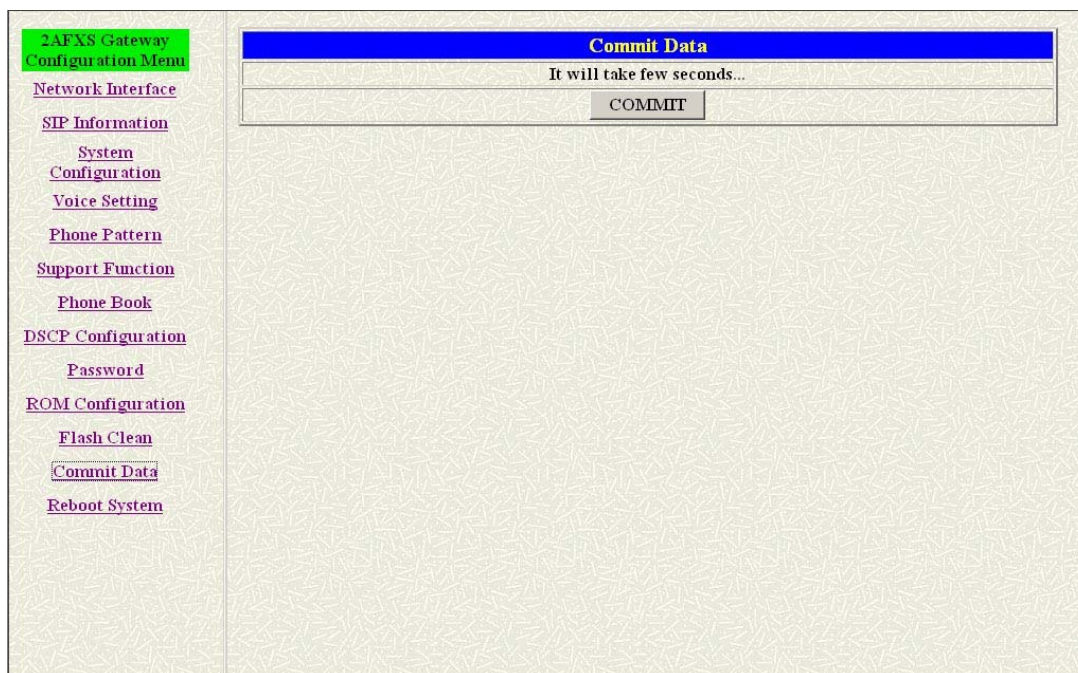 2AFXS Gateway
Configuration Menu
Network Interface
SIP Information
System
Configuration
Voice Setting
Phone Pattern
Support Function
Phone Book
DSCP Configuration
Password
ROM Configuration
Flash Clean
Commit Data
Reboot System
Commit Data
It will take few seconds...
COMMIT